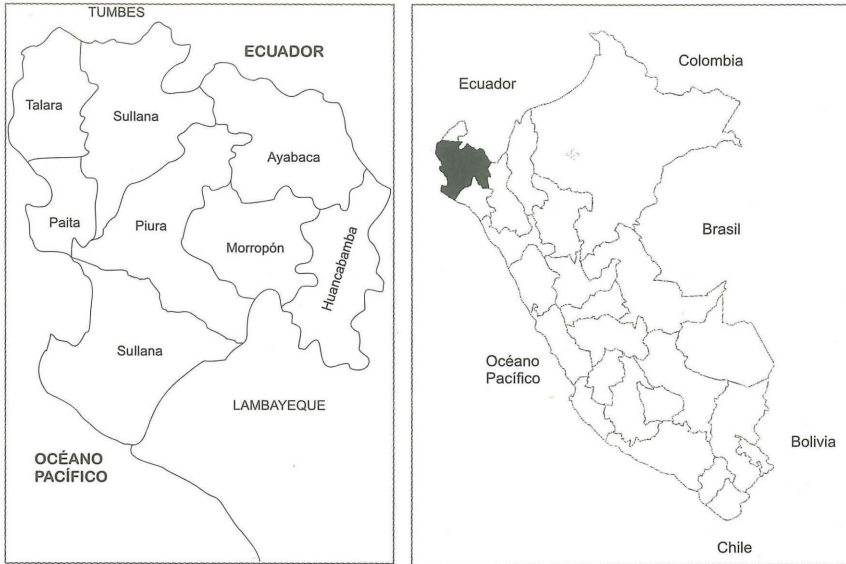 TUMBES
ECUADOR
Talara
Sullana
Ayabaca
Paita
Piura
Morropón
Huancabamba
Sullana
LAMBAYEQUE
OCÉANO
PACÍFICO
Colombia
Ecuador
Brasil
Océano
Pacífico
Bolivia
Chile